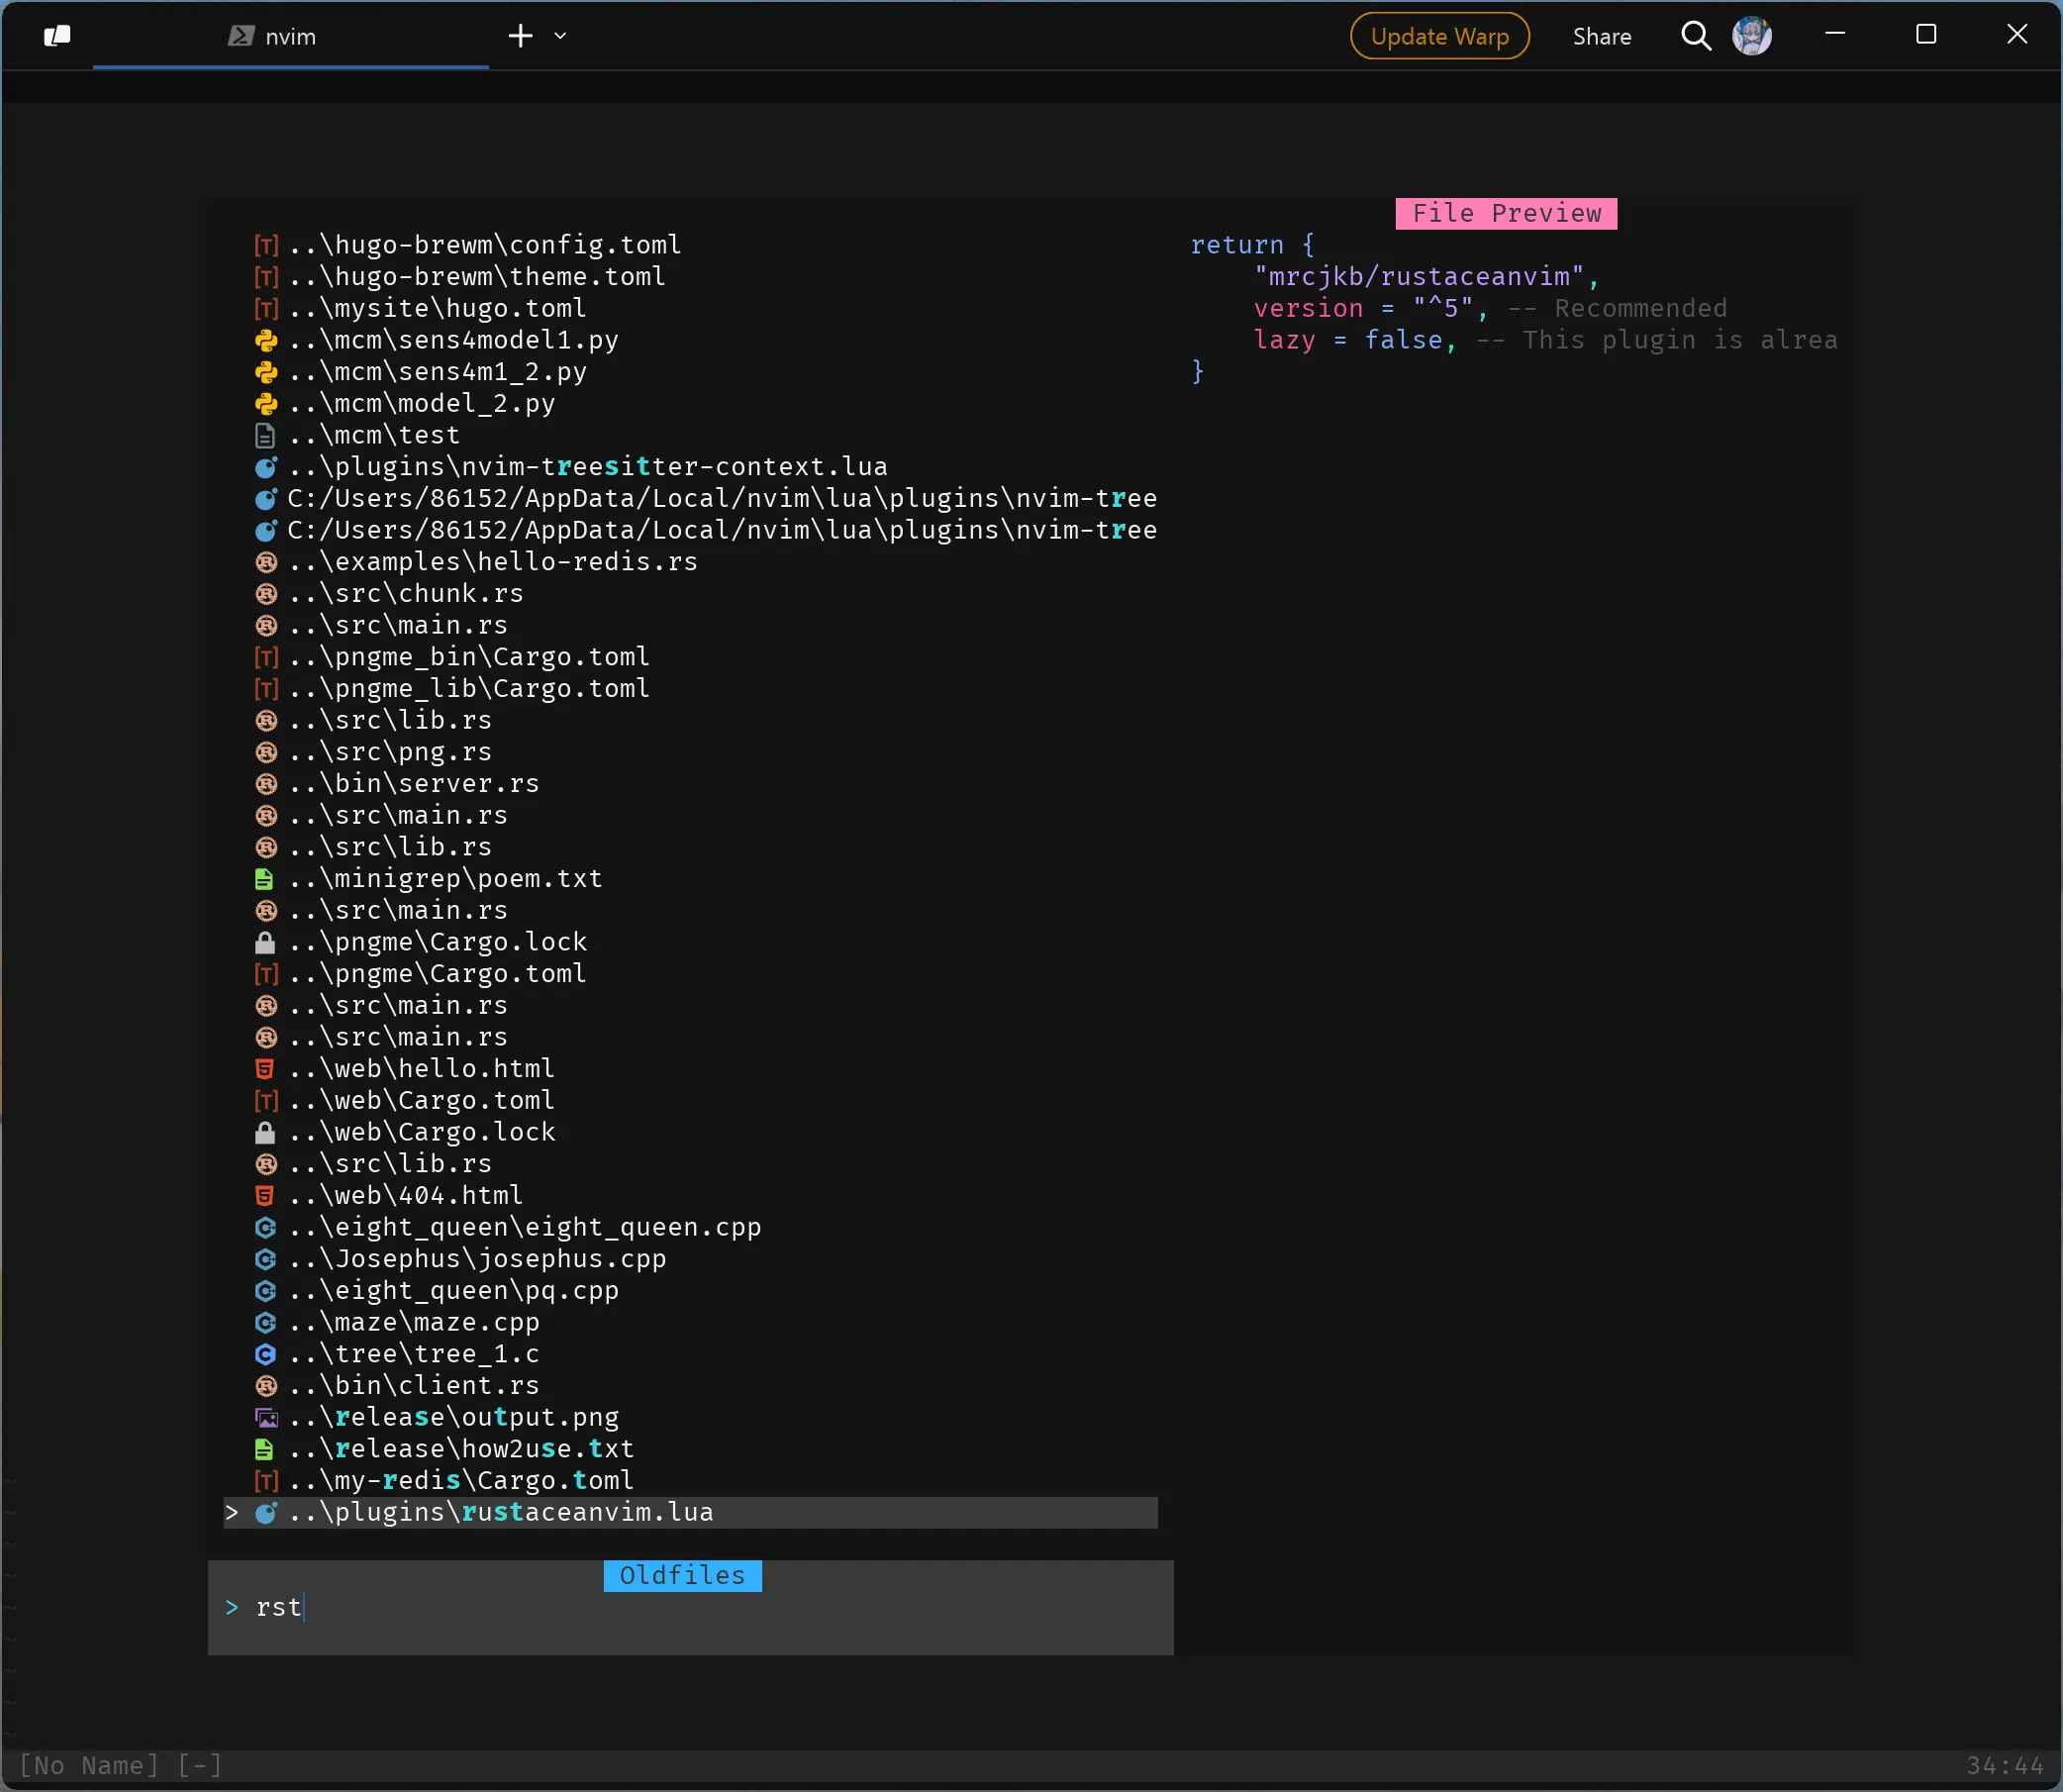 nvim
Update Warp
Share
File Preview
..\hugo-brewm\config.toml
..\hugo-brewm\theme.toml
..\mysite\hugo.toml
..\mcm\sens4model1.py
..\mcm\sens4m1_2.py
..\mcm\model_2.py
..\mcm\test
..\plugins\nvim-treesitter-context.lua
C:/Users/86152/AppData/Local/nvim\lua\plugins\nvim-tree
C:/Users/86152/AppData/Local/nvim\lua\plugins\nvim-tree
..\examples\hello-redis.rs
..\src\chunk.rs
..\src\main.rs
..\pngme_bin\Cargo.toml
..\pngme_lib\Cargo.toml
..\src\lib.rs
..\src\png.rs
..\bin\server.rs
..\src\main.rs
..\src\lib.rs
..\minigrep\poem.txt
..\src\main.rs
..\pngme\Cargo.lock
..\pngme\Cargo.toml
..\src\main.rs
..\src\main.rs
..\web\hello.html
..\web\Cargo.toml
..\web\Cargo.lock
..\src\lib.rs
..\web\404.html
..\eight_queen\eight_queen.cpp
..\Josephus\josephus.cpp
..\eight_queen\pq.cpp
..\maze\maze.cpp
..\tree\tree_1.c
..\bin\client.rs
..\release\output.png
..\release\how2use.txt
..\my-redis\Cargo.toml
> ..\plugins\rustaceanvim.lua
Oldfiles
> rst
return {
"mrcjkb/rustaceanvim",
version = "^5", -- Recommended
lazy = false, -- This plugin is alrea
}
[No Name] [-]
34:44